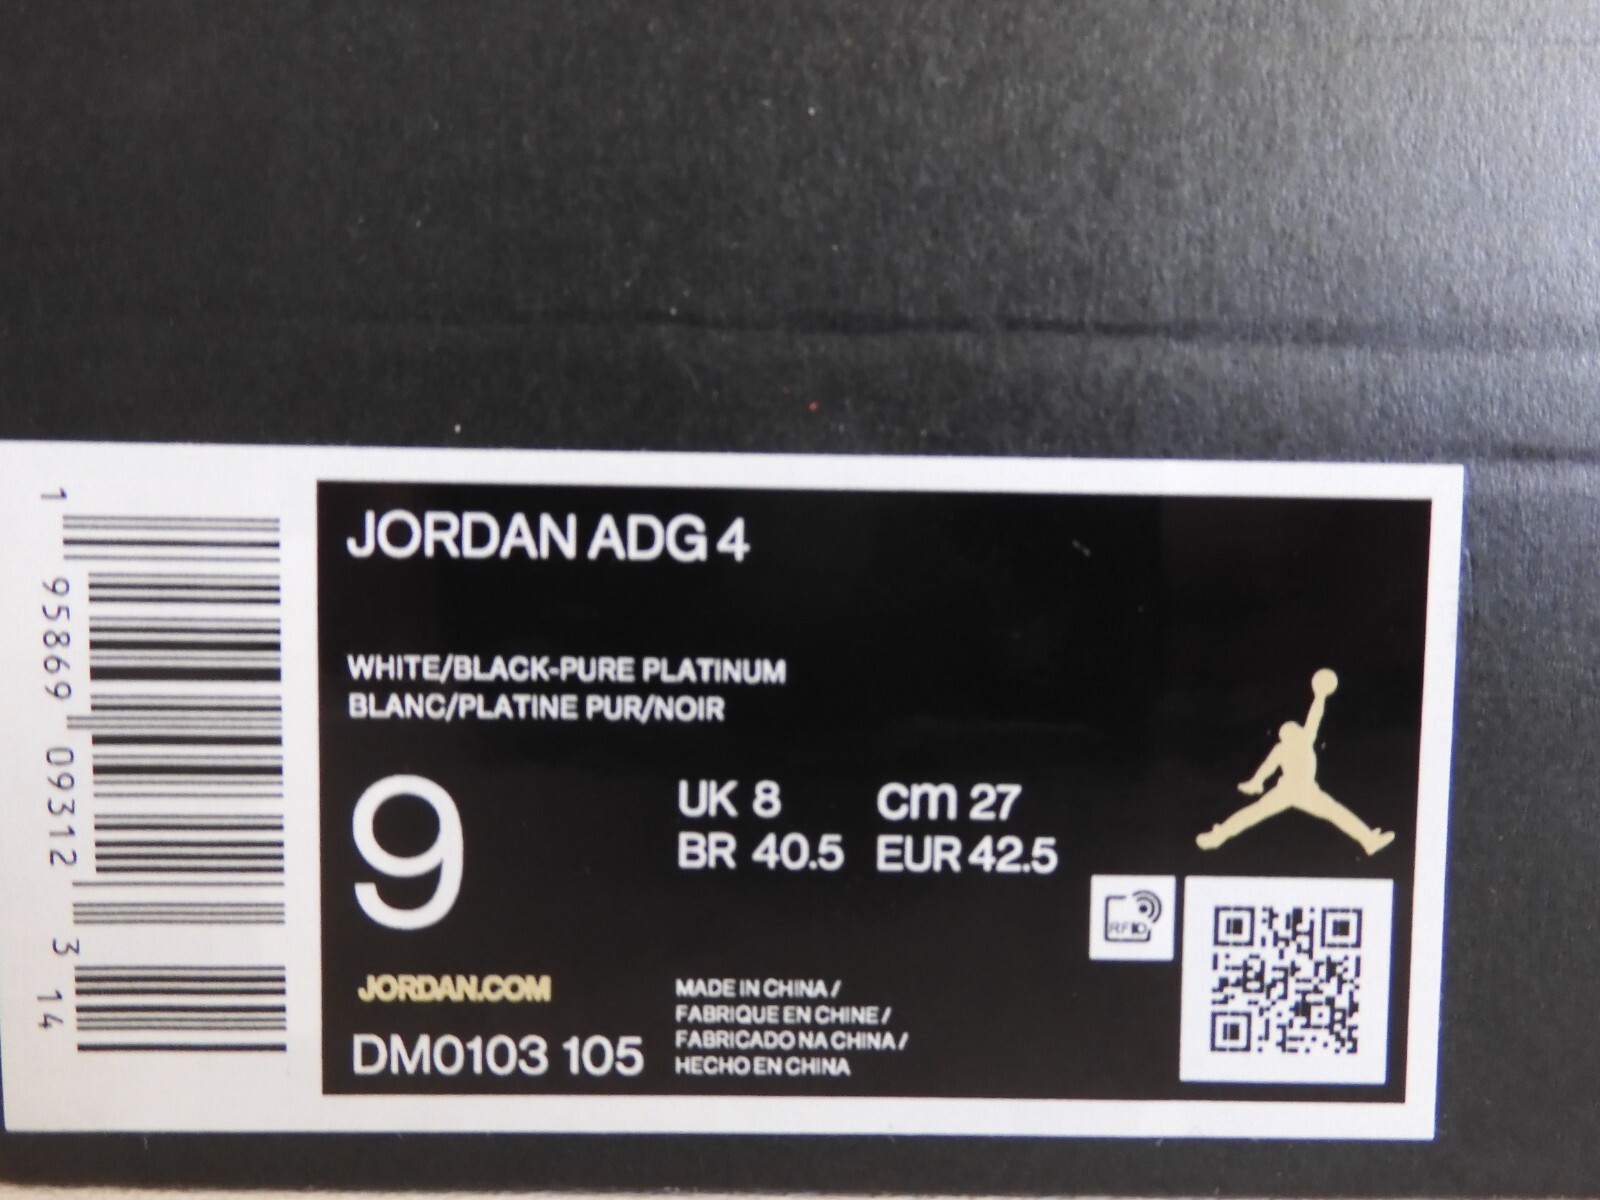 JORDAN ADG 4
WHITE/BLACK-PURE PLATINUM
BLANC/PLATINE PUR/NOIR
9
UK 8 cm 27
BR 40.5 EUR 42.5
RFID
JORDAN.COM
DM0103 105
MADE IN CHINA /
FABRIQUE EN CHINE /
FABRICADO NA CHINA /
HECHO EN CHINA
1 95869 09312 3 14